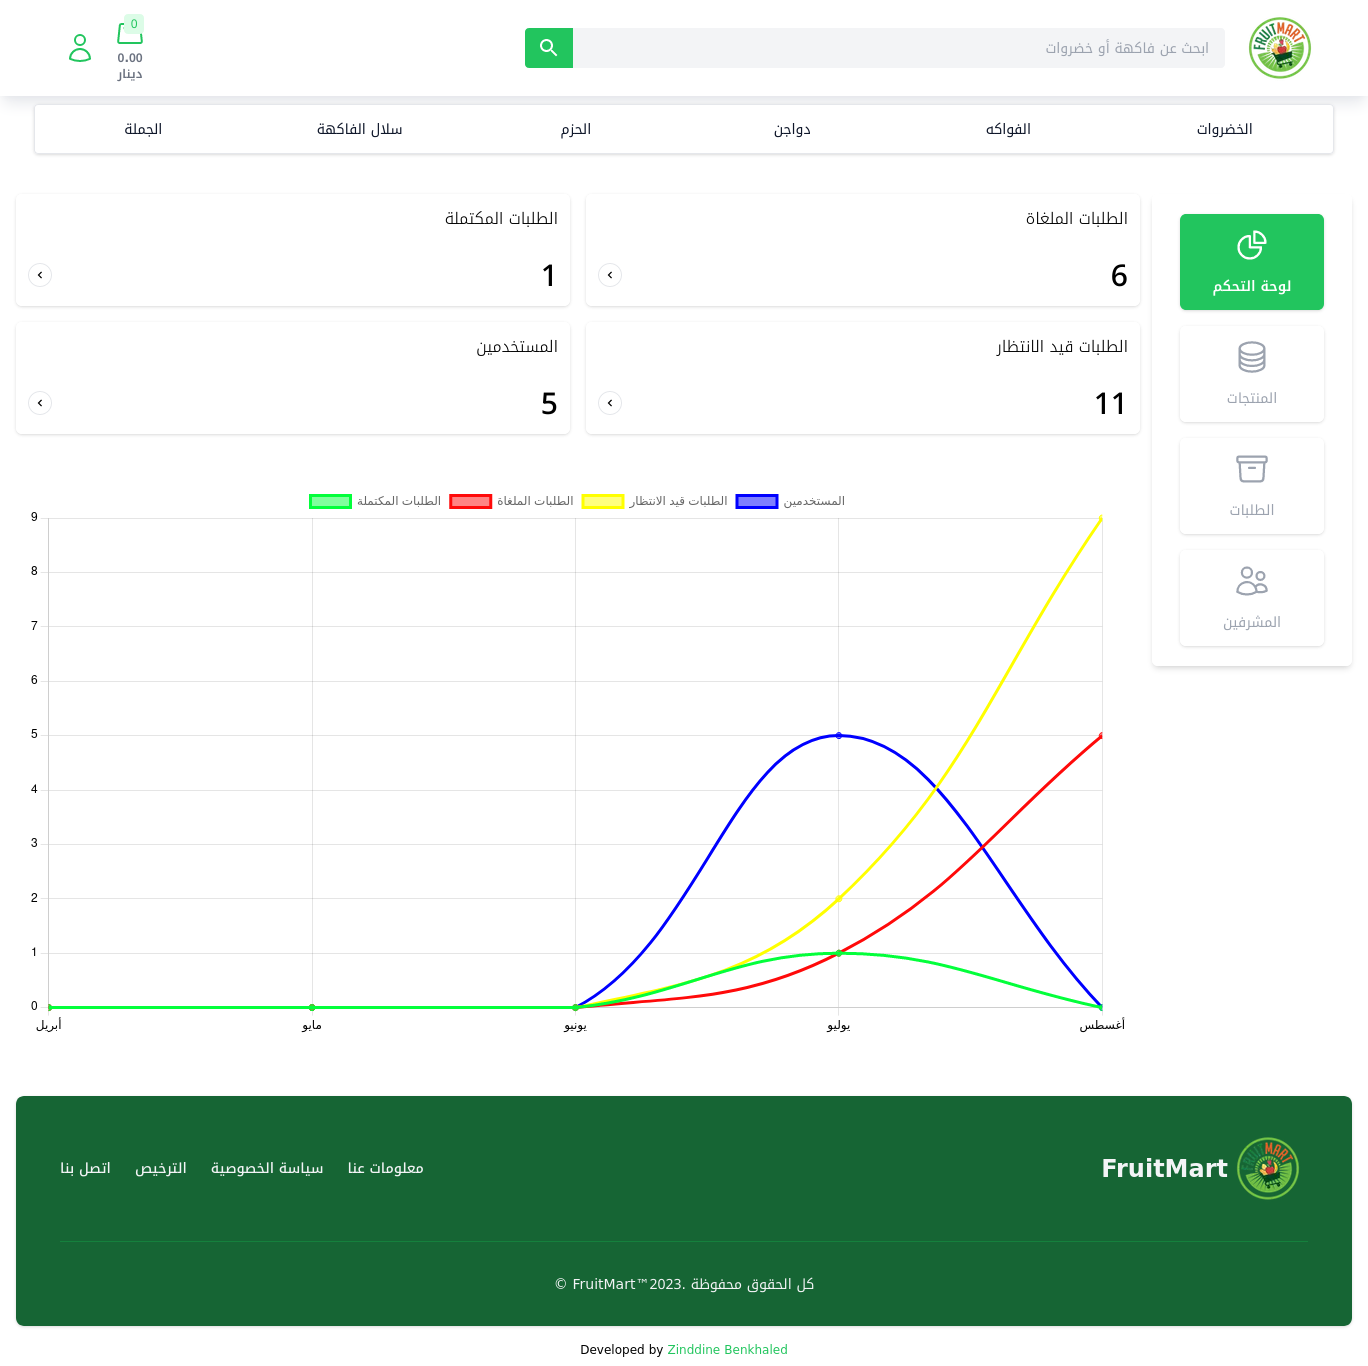 FRUITMART
ابحث عن فاكهة أو خضروات
0
0.00
دينار
الخضروات
الفواكه
دواجن
الحزم
سلال الفاكهة
الجملة
لوحة التحكم
المنتجات
الطلبات
المشرفين
الطلبات الملغاة
6
الطلبات المكتملة
1
الطلبات قيد الانتظار
11
المستخدمين
5
الطلبات المكتملة
الطلبات الملغاة
الطلبات قيد الانتظار
المستخدمين
9
8
7
6
5
4
3
2
1
0
أبريل
مايو
يونيو
يوليو
أغسطس
FRUITMART
FruitMart
معلومات عنا
سياسة الخصوصية
الترخيص
اتصل بنا
© FruitMart™2023. كل الحقوق محفوظة
Developed by Zinddine Benkhaled